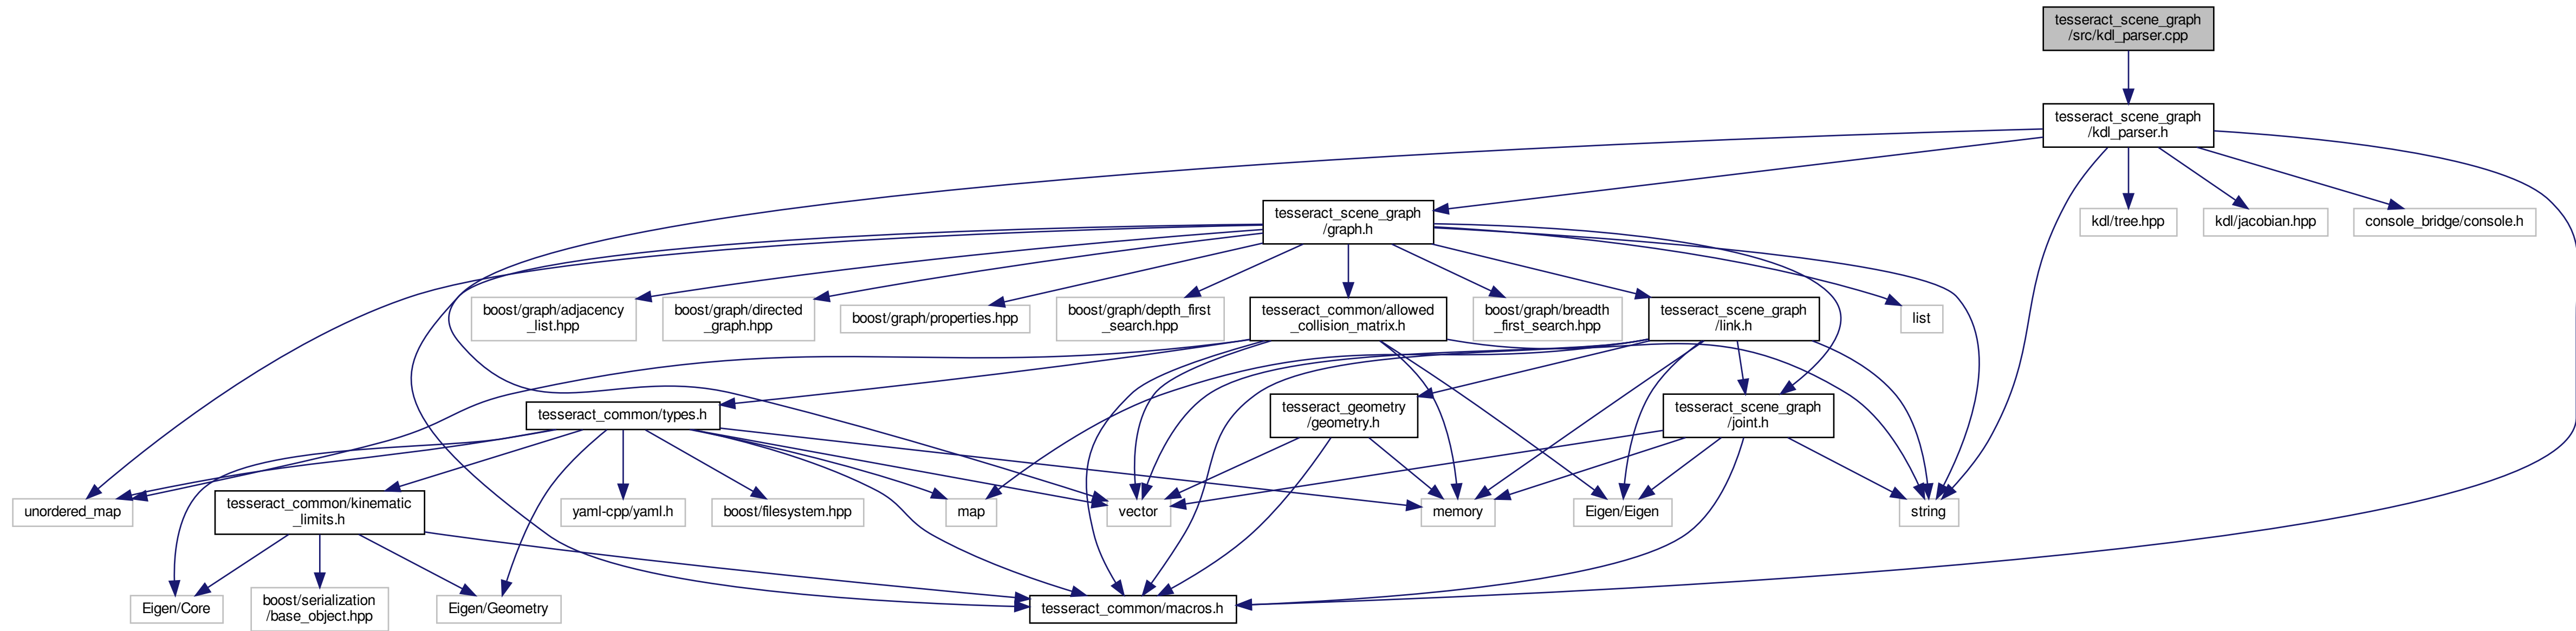 tesseract_scene_graph
/src/kdl_parser.cpp
tesseract_scene_graph
/kdl_parser.h
tesseract_scene_graph
/graph.h
kdl/tree.hpp
kdl/jacobian.hpp
console_bridge/console.h
boost/graph/adjacency
_list.hpp
boost/graph/directed
_graph.hpp
boost/graph/properties.hpp
boost/graph/depth_first
_search.hpp
tesseract_common/allowed
_collision_matrix.h
boost/graph/breadth
_first_search.hpp
tesseract_scene_graph
/link.h
list
tesseract_common/types.h
tesseract_geometry
/geometry.h
tesseract_scene_graph
/joint.h
unordered_map
tesseract_common/kinematic
_limits.h
yaml-cpp/yaml.h
boost/filesystem.hpp
map
vector
memory
Eigen/Eigen
string
Eigen/Core
boost/serialization
/base_object.hpp
Eigen/Geometry
tesseract_common/macros.h